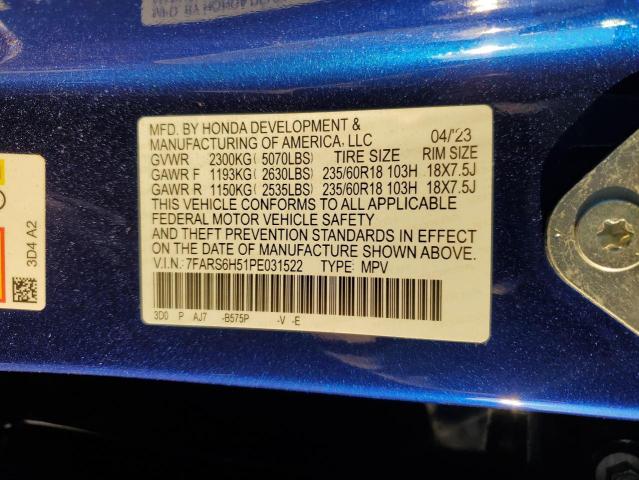 MFD. BY HONDA DEVELOPMENT &
MANUFACTURING OF AMERICA, LLC 04/'23
GVWR 2300KG (5070LBS) TIRE SIZE RIM SIZE
GAWR F 1193KG (2630LBS) 235/60R18 103H 18X7.5J
GAWR R 1150KG (2535LBS) 235/60R18 103H 18X7.5J
THIS VEHICLE CONFORMS TO ALL APPLICABLE
FEDERAL MOTOR VEHICLE SAFETY
AND THEFT PREVENTION STANDARDS IN EFFECT
ON THE DATE OF MANUFACTURE SHOWN ABOVE.
V.I.N.: 7FARS6H51PE031522 TYPE: MPV
3D0 P AJ7 -B575P -V -E
3D4 A2